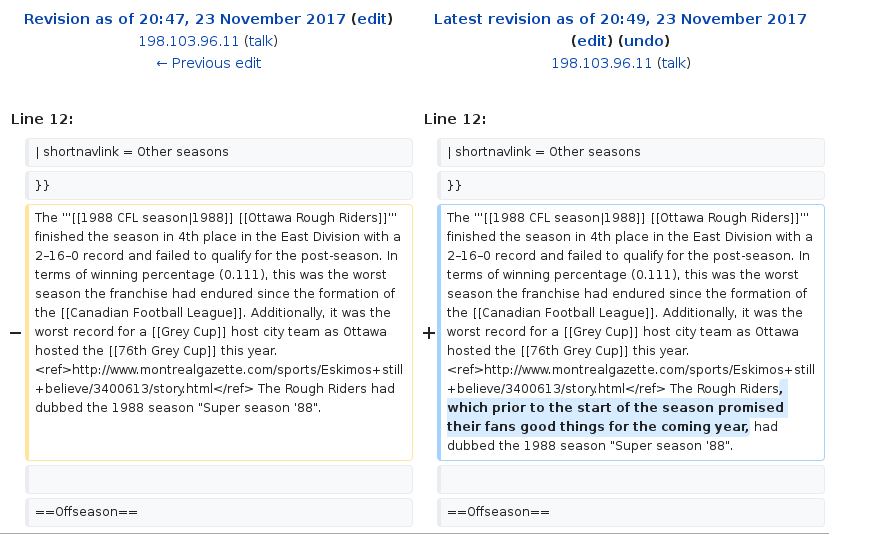 Revision as of 20:47, 23 November 2017 (edit)
198.103.96.11 (talk)
← Previous edit
Latest revision as of 20:49, 23 November 2017
(edit) (undo)
198.103.96.11 (talk)
Line 12:
Line 12:
| shortnavlink = Other seasons
| shortnavlink = Other seasons
}}
}}
−
The '''[[1988 CFL season|1988]] [[Ottawa Rough Riders]]'''
finished the season in 4th place in the East Division with a
2–16–0 record and failed to qualify for the post-season. In
terms of winning percentage (0.111), this was the worst
season the franchise had endured since the formation of
the [[Canadian Football League]]. Additionally, it was the
worst record for a [[Grey Cup]] host city team as Ottawa
hosted the [[76th Grey Cup]] this year.
<ref>http://www.montrealgazette.com/sports/Eskimos+still
+believe/3400613/story.html</ref> The Rough Riders had
dubbed the 1988 season "Super season '88".
+
The '''[[1988 CFL season|1988]] [[Ottawa Rough Riders]]'''
finished the season in 4th place in the East Division with a
2–16–0 record and failed to qualify for the post-season. In
terms of winning percentage (0.111), this was the worst
season the franchise had endured since the formation of
the [[Canadian Football League]]. Additionally, it was the
worst record for a [[Grey Cup]] host city team as Ottawa
hosted the [[76th Grey Cup]] this year.
<ref>http://www.montrealgazette.com/sports/Eskimos+still
+believe/3400613/story.html</ref> The Rough Riders,
which prior to the start of the season promised
their fans good things for the coming year, had
dubbed the 1988 season "Super season '88".
==Offseason==
==Offseason==